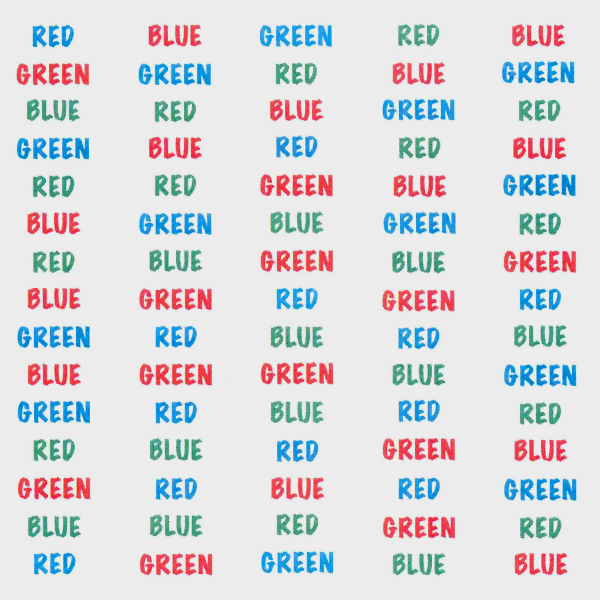 RED BLUE GREEN RED BLUE
GREEN GREEN RED BLUE GREEN
BLUE RED BLUE GREEN RED
GREEN BLUE RED RED BLUE
RED RED GREEN BLUE GREEN
BLUE GREEN BLUE GREEN RED
RED BLUE GREEN BLUE GREEN
BLUE GREEN RED GREEN RED
GREEN RED BLUE RED BLUE
BLUE GREEN GREEN BLUE GREEN
GREEN RED BLUE RED RED
RED BLUE RED GREEN BLUE
GREEN RED BLUE RED GREEN
BLUE BLUE RED GREEN RED
RED GREEN GREEN BLUE BLUE